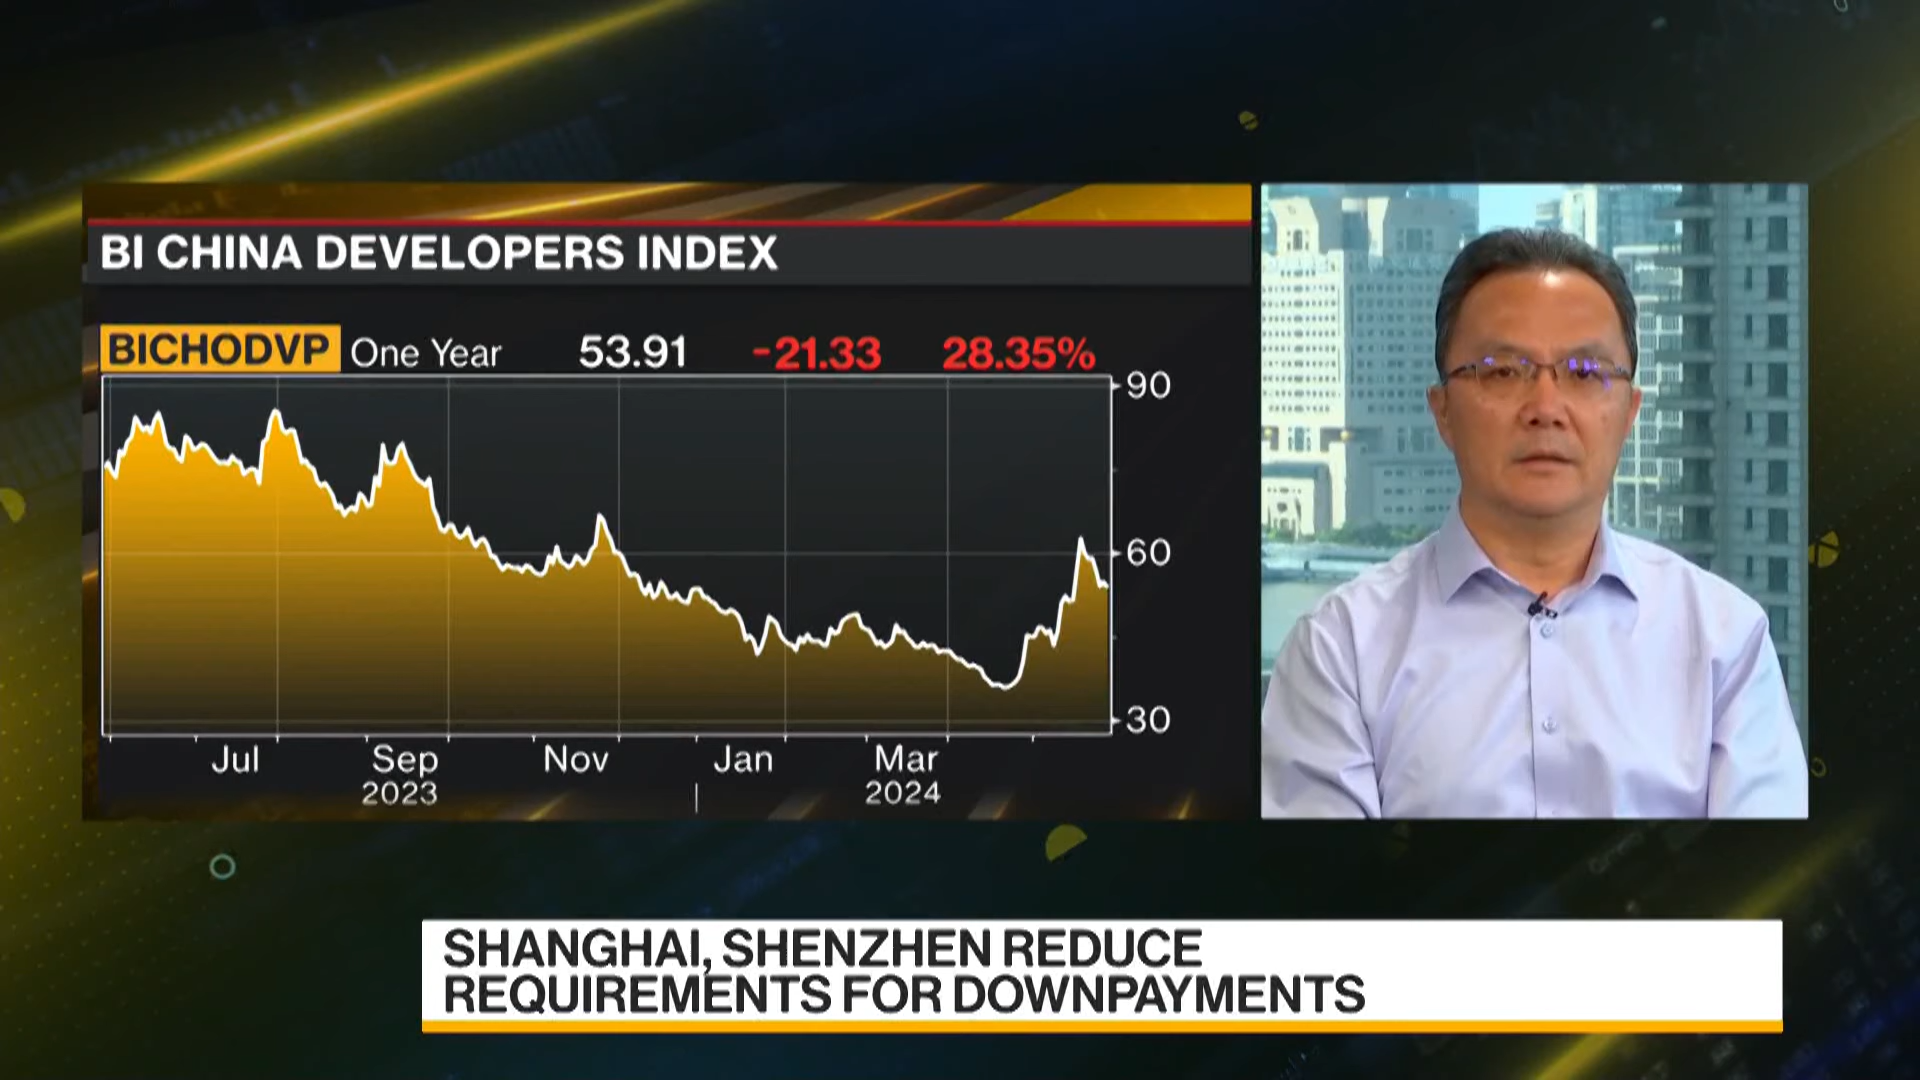 BI CHINA DEVELOPERS INDEX
BICHODVP One Year 53.91 -21.33 28.35%
90
60
30
Jul Sep Nov Jan Mar
2023 2024
SHANGHAI, SHENZHEN REDUCE
REQUIREMENTS FOR DOWNPAYMENTS